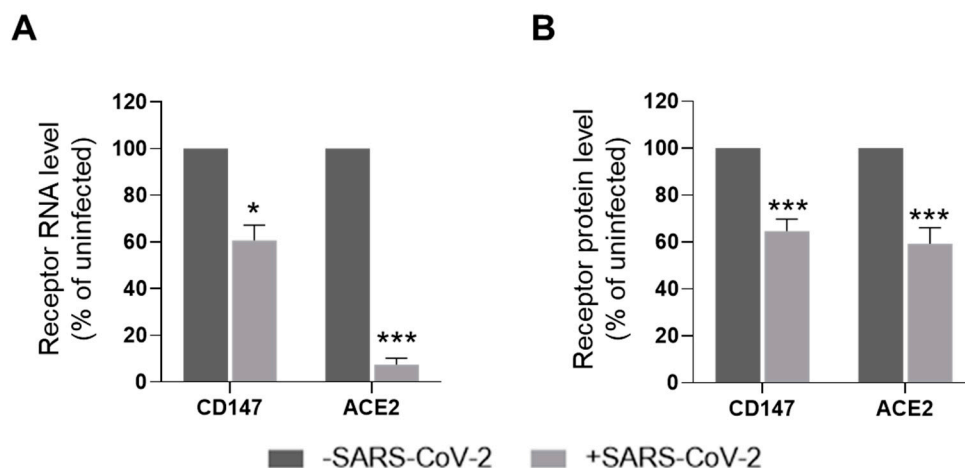 A
Receptor RNA level
(% of uninfected)
120
100
80
60
40
20
0
*
***
CD147
ACE2
B
Receptor protein level
(% of uninfected)
120
100
80
60
40
20
0
***
***
CD147
ACE2
-SARS-CoV-2
+SARS-CoV-2